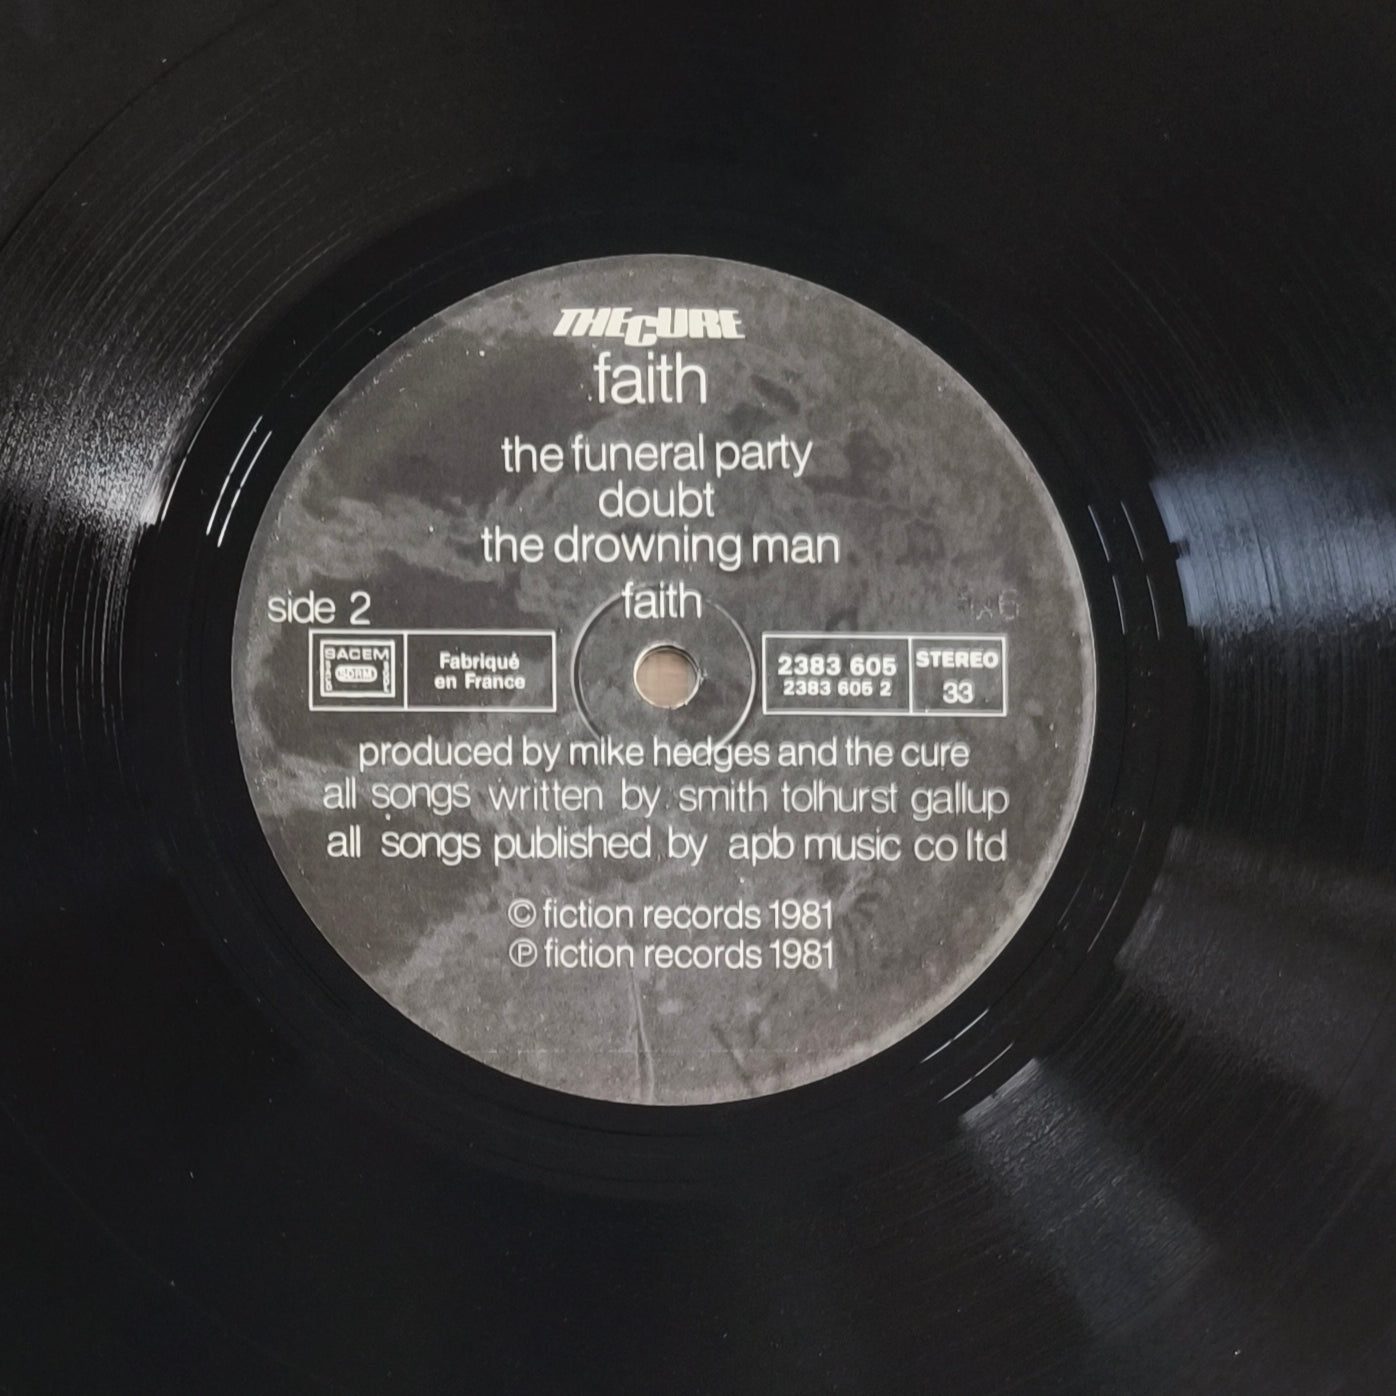 THE CURE
faith
the funeral party
doubt
the drowning man
faith
side 2
SACEM
SDRM
Fabriqué
en France
2383 605
2383 605 2
STEREO
33
produced by mike hedges and the cure
all songs written by smith tolhurst gallup
all songs published by apb music co ltd
© fiction records 1981
℗ fiction records 1981